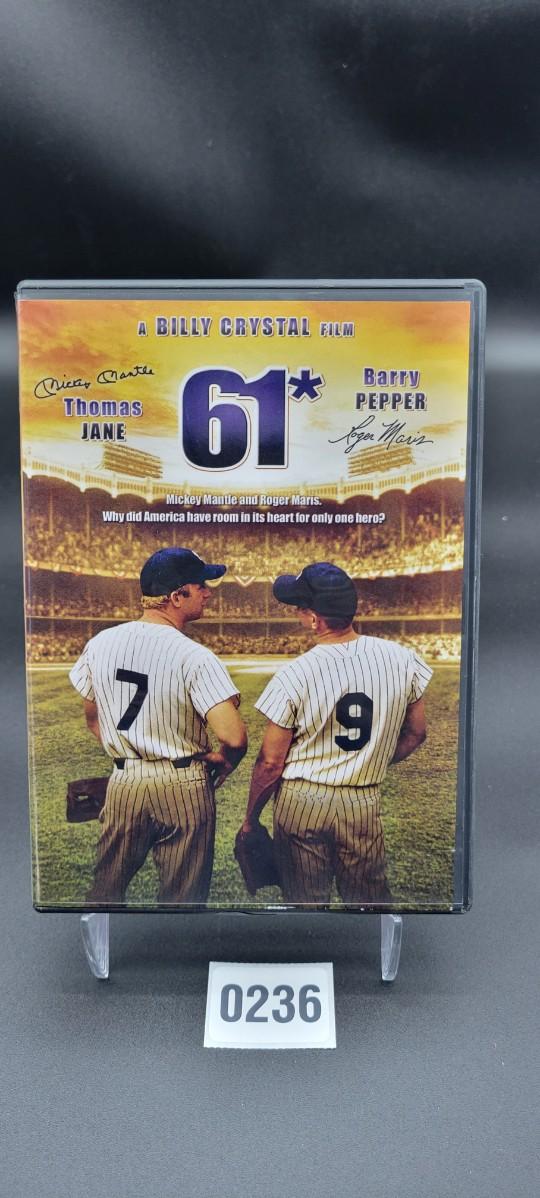 A BILLY CRYSTAL FILM
Mickey Mantle
Thomas
JANE
61*
Barry
PEPPER
Roger Maris
Mickey Mantle and Roger Maris.
Why did America have room in its heart for only one hero?
7
9
0236